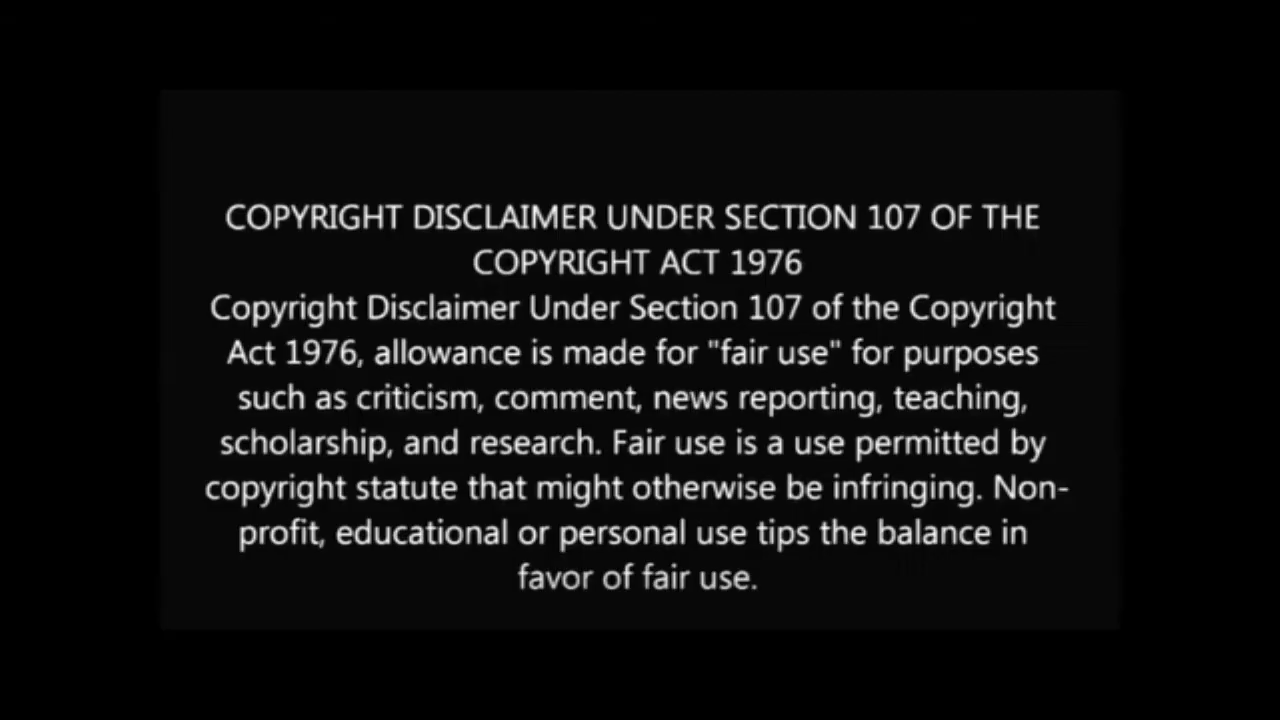 COPYRIGHT DISCLAIMER UNDER SECTION 107 OF THE
COPYRIGHT ACT 1976
Copyright Disclaimer Under Section 107 of the Copyright
Act 1976, allowance is made for "fair use" for purposes
such as criticism, comment, news reporting, teaching,
scholarship, and research. Fair use is a use permitted by
copyright statute that might otherwise be infringing. Non-
profit, educational or personal use tips the balance in
favor of fair use.